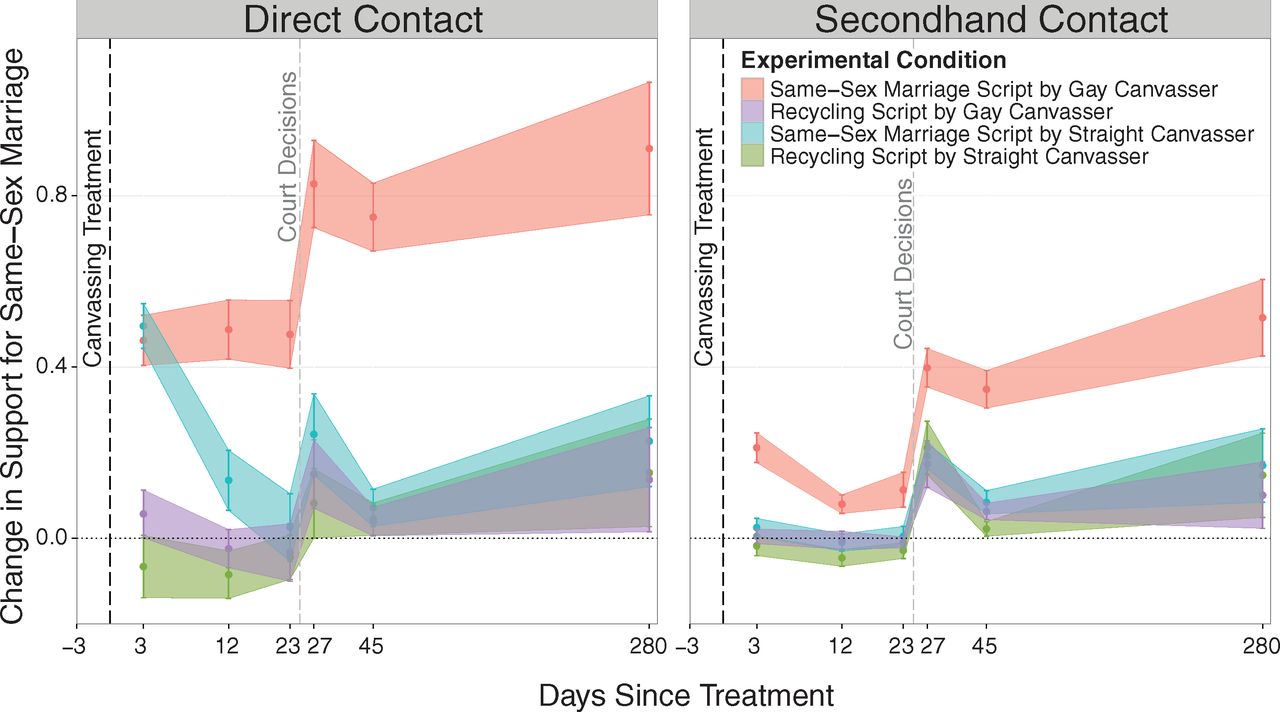 Direct Contact
Secondhand Contact
Change in Support for Same−Sex Marriage
0.8
0.4
0.0
Canvassing Treatment
Court Decisions
Canvassing Treatment
Court Decisions
Experimental Condition
Same−Sex Marriage Script by Gay Canvasser
Recycling Script by Gay Canvasser
Same−Sex Marriage Script by Straight Canvasser
Recycling Script by Straight Canvasser
−3 3 12 23 27 45 280
−3 3 12 23 27 45 280
Days Since Treatment